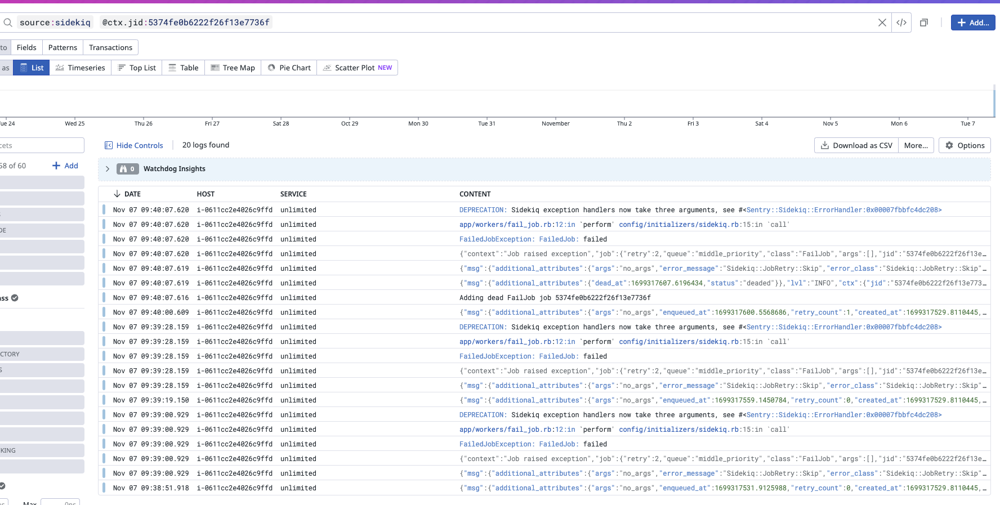 source:sidekiq @ctx.jid:5374fe0b6222f26f13e7736f
</> Add...
to Fields Patterns Transactions
as List Timeseries Top List Table Tree Map Pie Chart Scatter Plot NEW
ue 24 Wed 25 Thu 26 Fri 27 Sat 28 Oct 29 Mon 30 Tue 31 November Thu 2 Fri 3 Sat 4 Nov 5 Mon 6 Tue 7
cets
Hide Controls 20 logs found Download as CSV More... Options
58 of 60 + Add
0 Watchdog Insights
DATE HOST SERVICE CONTENT
Nov 07 09:40:07.620 i-0611cc2e4026c9ffd unlimited DEPRECATION: Sidekiq exception handlers now take three arguments, see #<Sentry::Sidekiq::ErrorHandler:0x00007fbbfc4dc208>
Nov 07 09:40:07.620 i-0611cc2e4026c9ffd unlimited app/workers/fail_job.rb:12:in `perform' config/initializers/sidekiq.rb:15:in `call'
Nov 07 09:40:07.620 i-0611cc2e4026c9ffd unlimited FailedJobException: FailedJob: failed
Nov 07 09:40:07.620 i-0611cc2e4026c9ffd unlimited {"context":"Job raised exception","job":{"retry":2,"queue":"middle_priority","class":"FailJob","args":[],"jid":"5374fe0b6222f26f13e…
Nov 07 09:40:07.619 i-0611cc2e4026c9ffd unlimited {"msg":{"additional_attributes":{"args":"no_args","error_message":"Sidekiq::JobRetry::Skip","error_class":"Sidekiq::JobRetry::Skip"…
Nov 07 09:40:07.619 i-0611cc2e4026c9ffd unlimited {"msg":{"additional_attributes":{"dead_at":1699317607.6196434,"status":"deaded"}},"lvl":"INFO","ctx":{"jid":"5374fe0b6222f26f13e773…
Nov 07 09:40:07.616 i-0611cc2e4026c9ffd unlimited Adding dead FailJob job 5374fe0b6222f26f13e7736f
Nov 07 09:40:00.609 i-0611cc2e4026c9ffd unlimited {"msg":{"additional_attributes":{"args":"no_args","enqueued_at":1699317600.5568686,"retry_count":1,"created_at":1699317529.8110445,…
Nov 07 09:39:28.159 i-0611cc2e4026c9ffd unlimited DEPRECATION: Sidekiq exception handlers now take three arguments, see #<Sentry::Sidekiq::ErrorHandler:0x00007fbbfc4dc208>
Nov 07 09:39:28.159 i-0611cc2e4026c9ffd unlimited app/workers/fail_job.rb:12:in `perform' config/initializers/sidekiq.rb:15:in `call'
Nov 07 09:39:28.159 i-0611cc2e4026c9ffd unlimited FailedJobException: FailedJob: failed
Nov 07 09:39:28.159 i-0611cc2e4026c9ffd unlimited {"context":"Job raised exception","job":{"retry":2,"queue":"middle_priority","class":"FailJob","args":[],"jid":"5374fe0b6222f26f13e…
Nov 07 09:39:28.159 i-0611cc2e4026c9ffd unlimited {"msg":{"additional_attributes":{"args":"no_args","error_message":"Sidekiq::JobRetry::Skip","error_class":"Sidekiq::JobRetry::Skip"…
Nov 07 09:39:19.150 i-0611cc2e4026c9ffd unlimited {"msg":{"additional_attributes":{"args":"no_args","enqueued_at":1699317559.1450784,"retry_count":0,"created_at":1699317529.8110445,…
Nov 07 09:39:00.929 i-0611cc2e4026c9ffd unlimited DEPRECATION: Sidekiq exception handlers now take three arguments, see #<Sentry::Sidekiq::ErrorHandler:0x00007fbbfc4dc208>
Nov 07 09:39:00.929 i-0611cc2e4026c9ffd unlimited app/workers/fail_job.rb:12:in `perform' config/initializers/sidekiq.rb:15:in `call'
Nov 07 09:39:00.929 i-0611cc2e4026c9ffd unlimited FailedJobException: FailedJob: failed
Nov 07 09:39:00.929 i-0611cc2e4026c9ffd unlimited {"context":"Job raised exception","job":{"retry":2,"queue":"middle_priority","class":"FailJob","args":[],"jid":"5374fe0b6222f26f13e…
Nov 07 09:39:00.929 i-0611cc2e4026c9ffd unlimited {"msg":{"additional_attributes":{"args":"no_args","error_message":"Sidekiq::JobRetry::Skip","error_class":"Sidekiq::JobRetry::Skip"…
Nov 07 09:38:51.918 i-0611cc2e4026c9ffd unlimited {"msg":{"additional_attributes":{"args":"no_args","enqueued_at":1699317531.9125988,"retry_count":0,"created_at":1699317529.8110445,…
DE
ass
CTORY
S
KING
Max 0ns